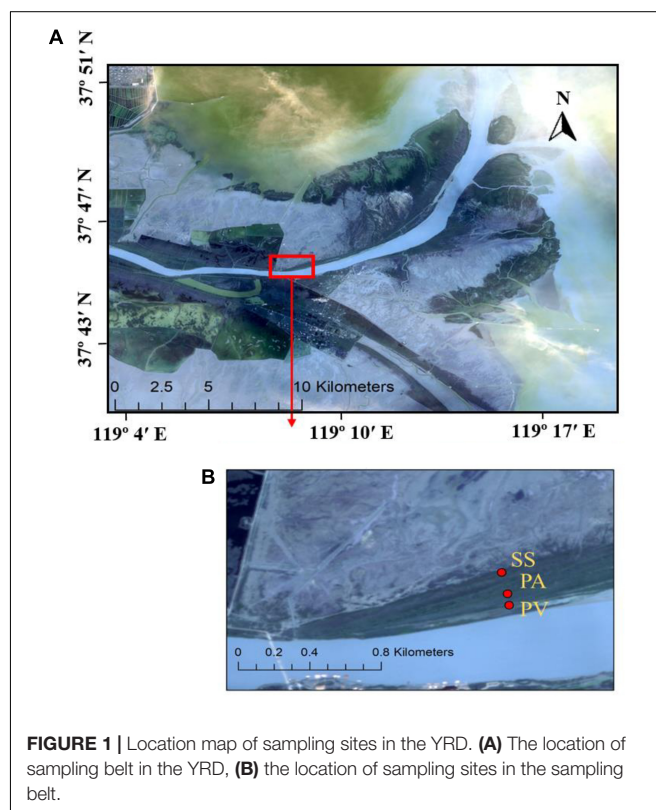 A
N
37° 51′ N
37° 47′ N
37° 43′ N
0 2.5 5 10 Kilometers
119° 4′ E 119° 10′ E 119° 17′ E
B
SS
PA
PV
0 0.2 0.4 0.8 Kilometers
FIGURE 1 | Location map of sampling sites in the YRD. (A) The location of
sampling belt in the YRD, (B) the location of sampling sites in the sampling
belt.